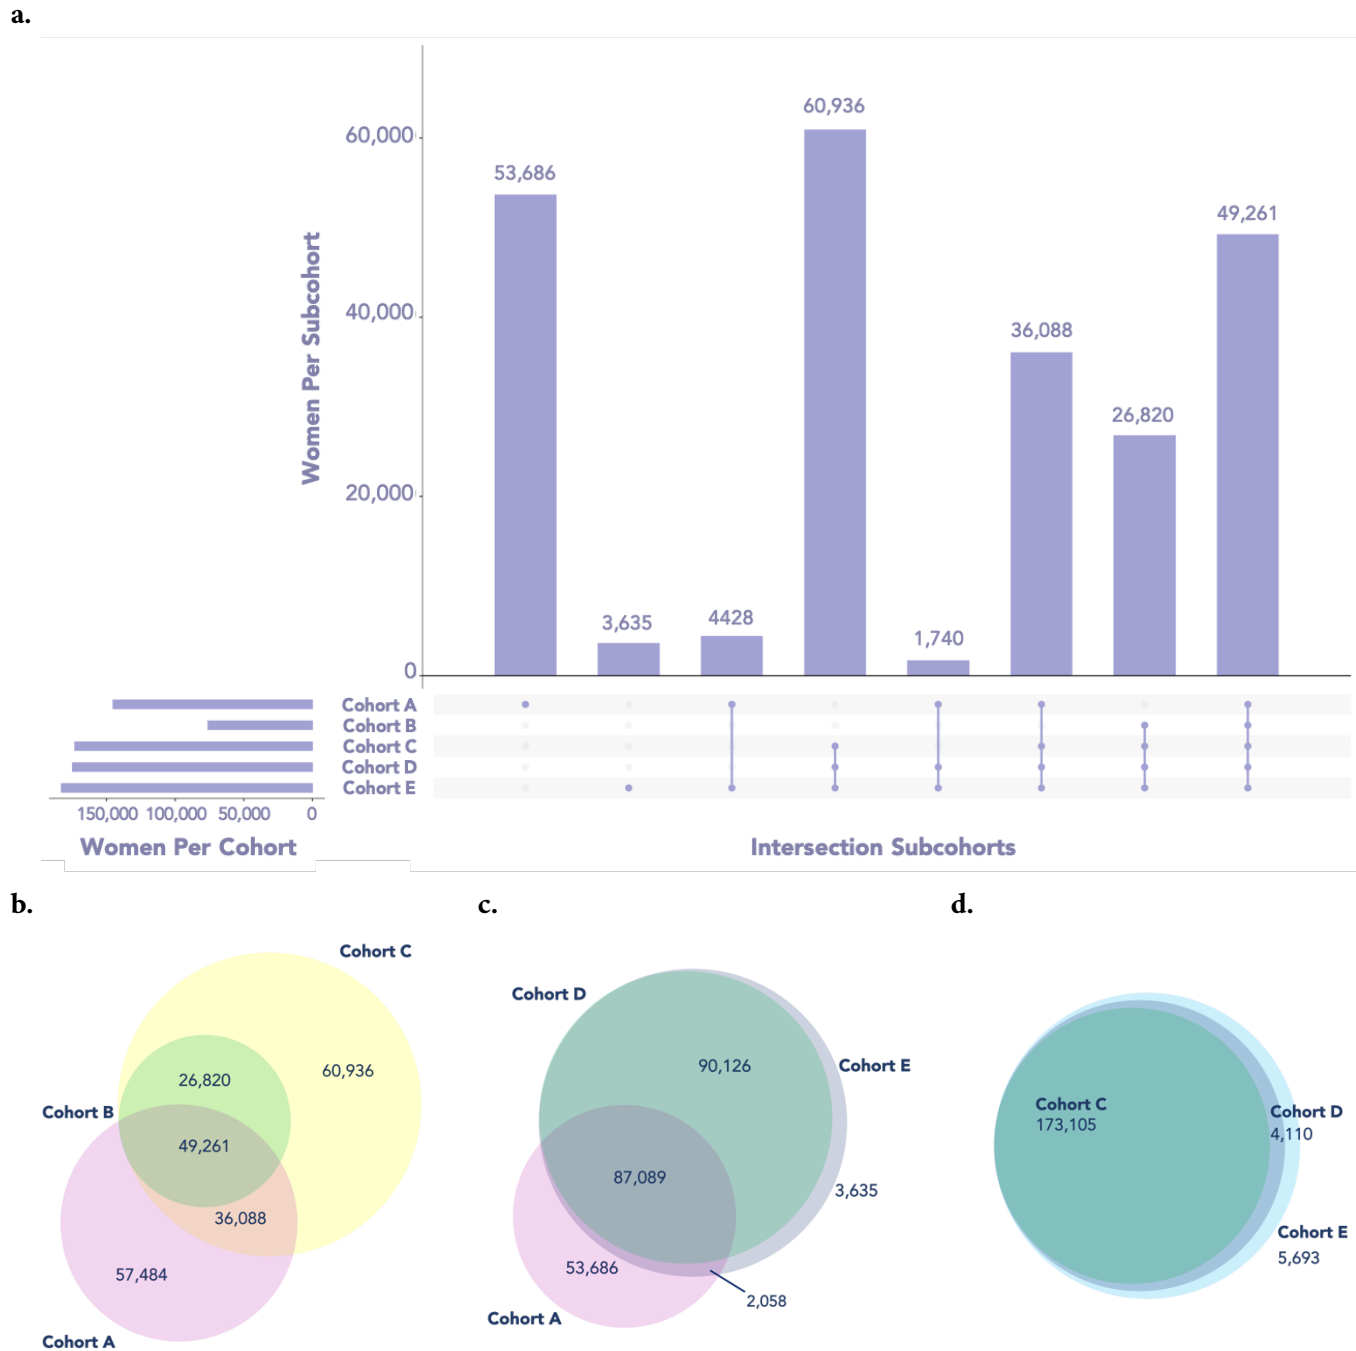 a.
60,936
60,000
53,686
49,261
40,000
36,088
26,820
20,000
3,635
4428
1,740
0
Women Per Subcohort
Cohort A
Cohort B
Cohort C
Cohort D
Cohort E
150,000 100,000 50,000 0
Women Per Cohort
Intersection Subcohorts
b.
Cohort C
60,936
26,820
Cohort B
49,261
36,088
57,484
Cohort A
c.
Cohort D
90,126
Cohort E
87,089
3,635
53,686
2,058
Cohort A
d.
Cohort C
173,105
Cohort D
4,110
Cohort E
5,693